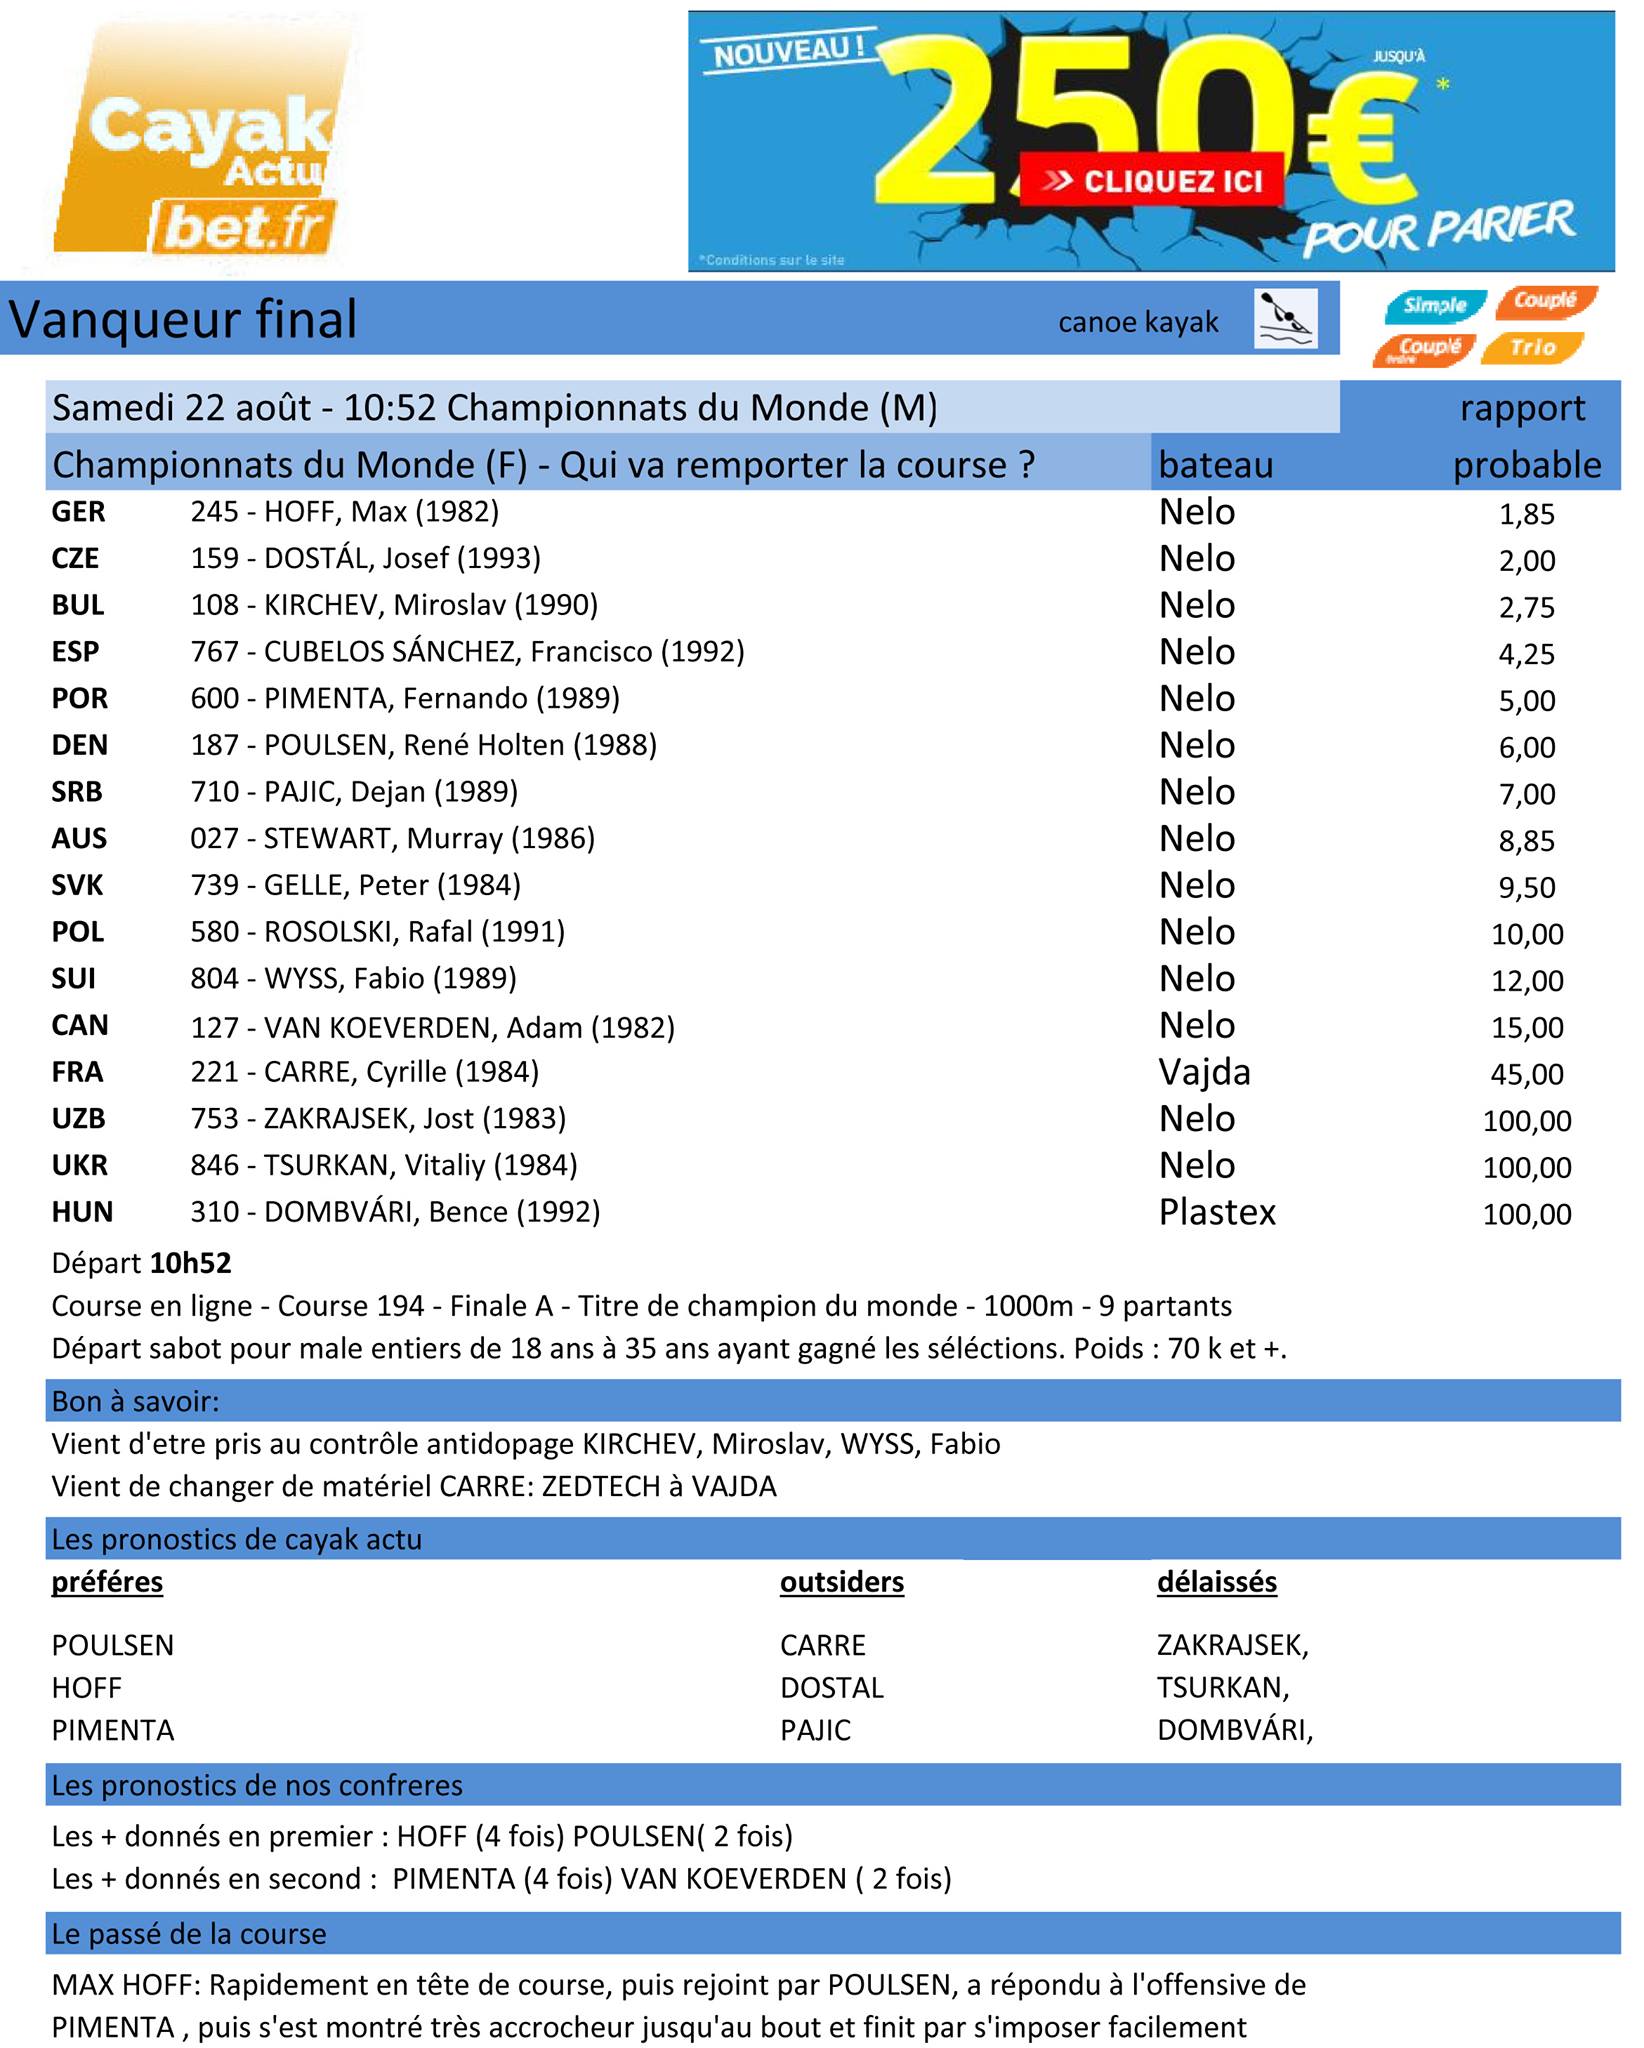 Cayak
Actu
bet.fr
NOUVEAU !
250€*
JUSQU'À
>> CLIQUEZ ICI
POUR PARIER
*Conditions sur le site
Vanqueur final
canoe kayak
Simple
Couplé
Couplé
Ordre
Trio
Samedi 22 août - 10:52 Championnats du Monde (M) rapport
Championnats du Monde (F) - Qui va remporter la course ? bateau probable
GER 245 - HOFF, Max (1982) Nelo 1,85
CZE 159 - DOSTÁL, Josef (1993) Nelo 2,00
BUL 108 - KIRCHEV, Miroslav (1990) Nelo 2,75
ESP 767 - CUBELOS SÁNCHEZ, Francisco (1992) Nelo 4,25
POR 600 - PIMENTA, Fernando (1989) Nelo 5,00
DEN 187 - POULSEN, René Holten (1988) Nelo 6,00
SRB 710 - PAJIC, Dejan (1989) Nelo 7,00
AUS 027 - STEWART, Murray (1986) Nelo 8,85
SVK 739 - GELLE, Peter (1984) Nelo 9,50
POL 580 - ROSOLSKI, Rafal (1991) Nelo 10,00
SUI 804 - WYSS, Fabio (1989) Nelo 12,00
CAN 127 - VAN KOEVERDEN, Adam (1982) Nelo 15,00
FRA 221 - CARRE, Cyrille (1984) Vajda 45,00
UZB 753 - ZAKRAJSEK, Jost (1983) Nelo 100,00
UKR 846 - TSURKAN, Vitaliy (1984) Nelo 100,00
HUN 310 - DOMBVÁRI, Bence (1992) Plastex 100,00
Départ 10h52
Course en ligne - Course 194 - Finale A - Titre de champion du monde - 1000m - 9 partants
Départ sabot pour male entiers de 18 ans à 35 ans ayant gagné les séléctions. Poids : 70 k et +.
Bon à savoir:
Vient d'etre pris au contrôle antidopage KIRCHEV, Miroslav, WYSS, Fabio
Vient de changer de matériel CARRE: ZEDTECH à VAJDA
Les pronostics de cayak actu
préféres outsiders délaissés
POULSEN CARRE ZAKRAJSEK,
HOFF DOSTAL TSURKAN,
PIMENTA PAJIC DOMBVÁRI,
Les pronostics de nos confreres
Les + donnés en premier : HOFF (4 fois) POULSEN( 2 fois)
Les + donnés en second : PIMENTA (4 fois) VAN KOEVERDEN ( 2 fois)
Le passé de la course
MAX HOFF: Rapidement en tête de course, puis rejoint par POULSEN, a répondu à l'offensive de
PIMENTA , puis s'est montré très accrocheur jusqu'au bout et finit par s'imposer facilement